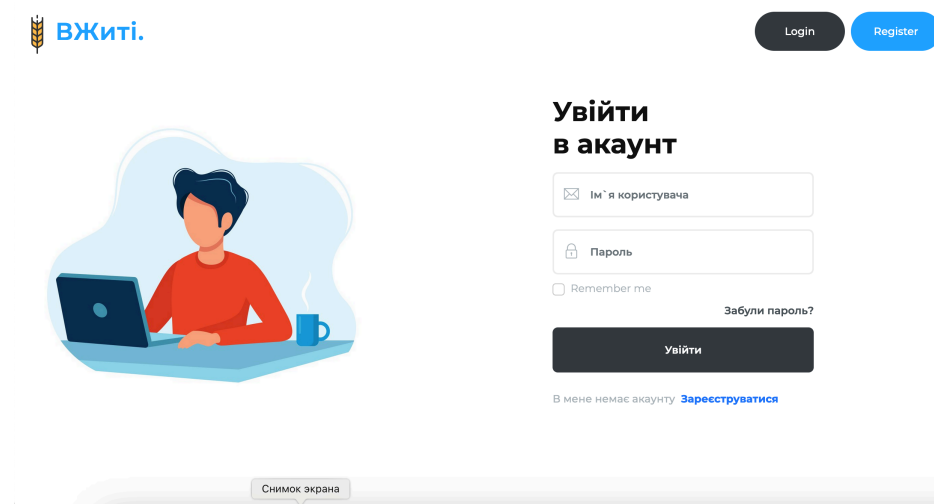 ВЖиті.
Login
Register
Увійти
в акаунт
Ім`я користувача
Пароль
Remember me
Забули пароль?
Увійти
В мене немає акаунту Зареєструватися
Снимок экрана